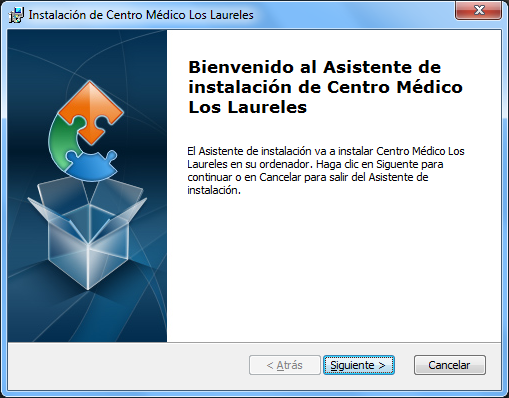 Instalación de Centro Médico Los Laureles
Bienvenido al Asistente de
instalación de Centro Médico
Los Laureles
El Asistente de instalación va a instalar Centro Médico Los
Laureles en su ordenador. Haga clic en Siguente para
continuar o en Cancelar para salir del Asistente de
instalación.
< Atrás
Siguiente >
Cancelar